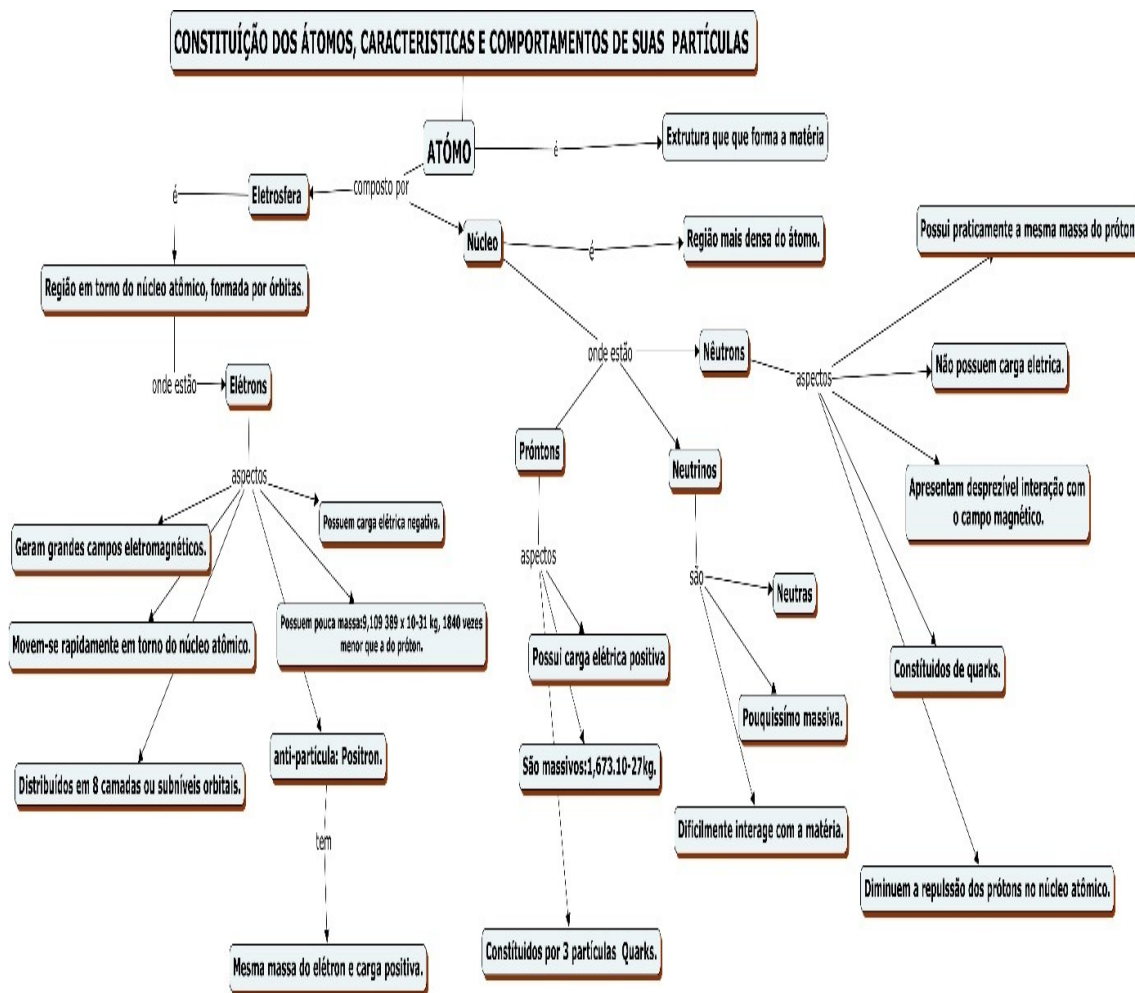 CONSTITUÍÇÃO DOS ÁTOMOS, CARACTERISTICAS E COMPORTAMENTOS DE SUAS PARTÍCULAS
ATÓMO
é
Extrutura que que forma a matéria
composto por
Eletrosfera
é
Região em torno do núcleo atômico, formada por órbitas.
onde estão
Elétrons
aspectos
Possuem carga elétrica negativa.
Geram grandes campos eletromagnéticos.
Movem-se rapidamente em torno do núcleo atômico.
Possuem pouca massa:9,109 389 x 10-31 kg, 1840 vezes
menor que a do próton.
Distribuídos em 8 camadas ou subníveis orbitais.
anti-partícula: Positron.
tem
Mesma massa do elétron e carga positiva.
Núcleo
é
Região mais densa do átomo.
onde estão
Próntons
aspectos
Possui carga elétrica positiva
São massivos:1,673.10-27kg.
Constítuidos por 3 partículas Quarks.
Neutrinos
são
Neutras
Pouquissímo massiva.
Dificilmente interage com a matéria.
Nêutrons
aspectos
Possui praticamente a mesma massa do próton
Não possuem carga eletrica.
Apresentam desprezível interação com
o campo magnético.
Constítuidos de quarks.
Diminuem a repulssão dos prótons no núcleo atômico.